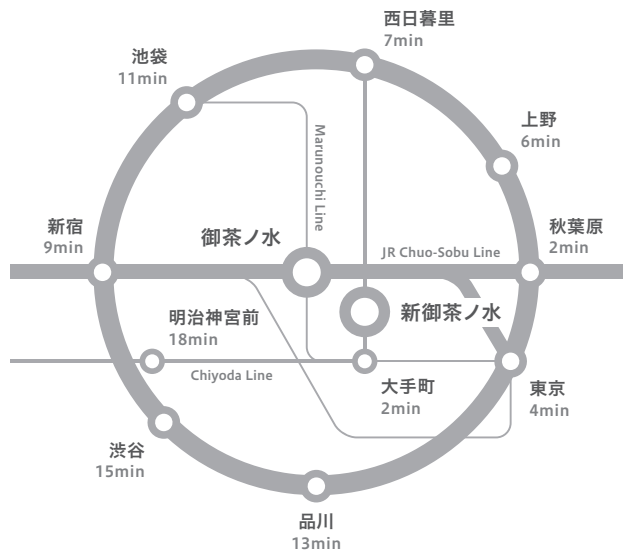 西日暮里
7min
池袋
11min
Marunouchi Line
上野
6min
新宿
9min
御茶ノ水
JR Chuo-Sobu Line
秋葉原
2min
新御茶ノ水
明治神宮前
18min
Chiyoda Line
大手町
2min
東京
4min
渋谷
15min
品川
13min